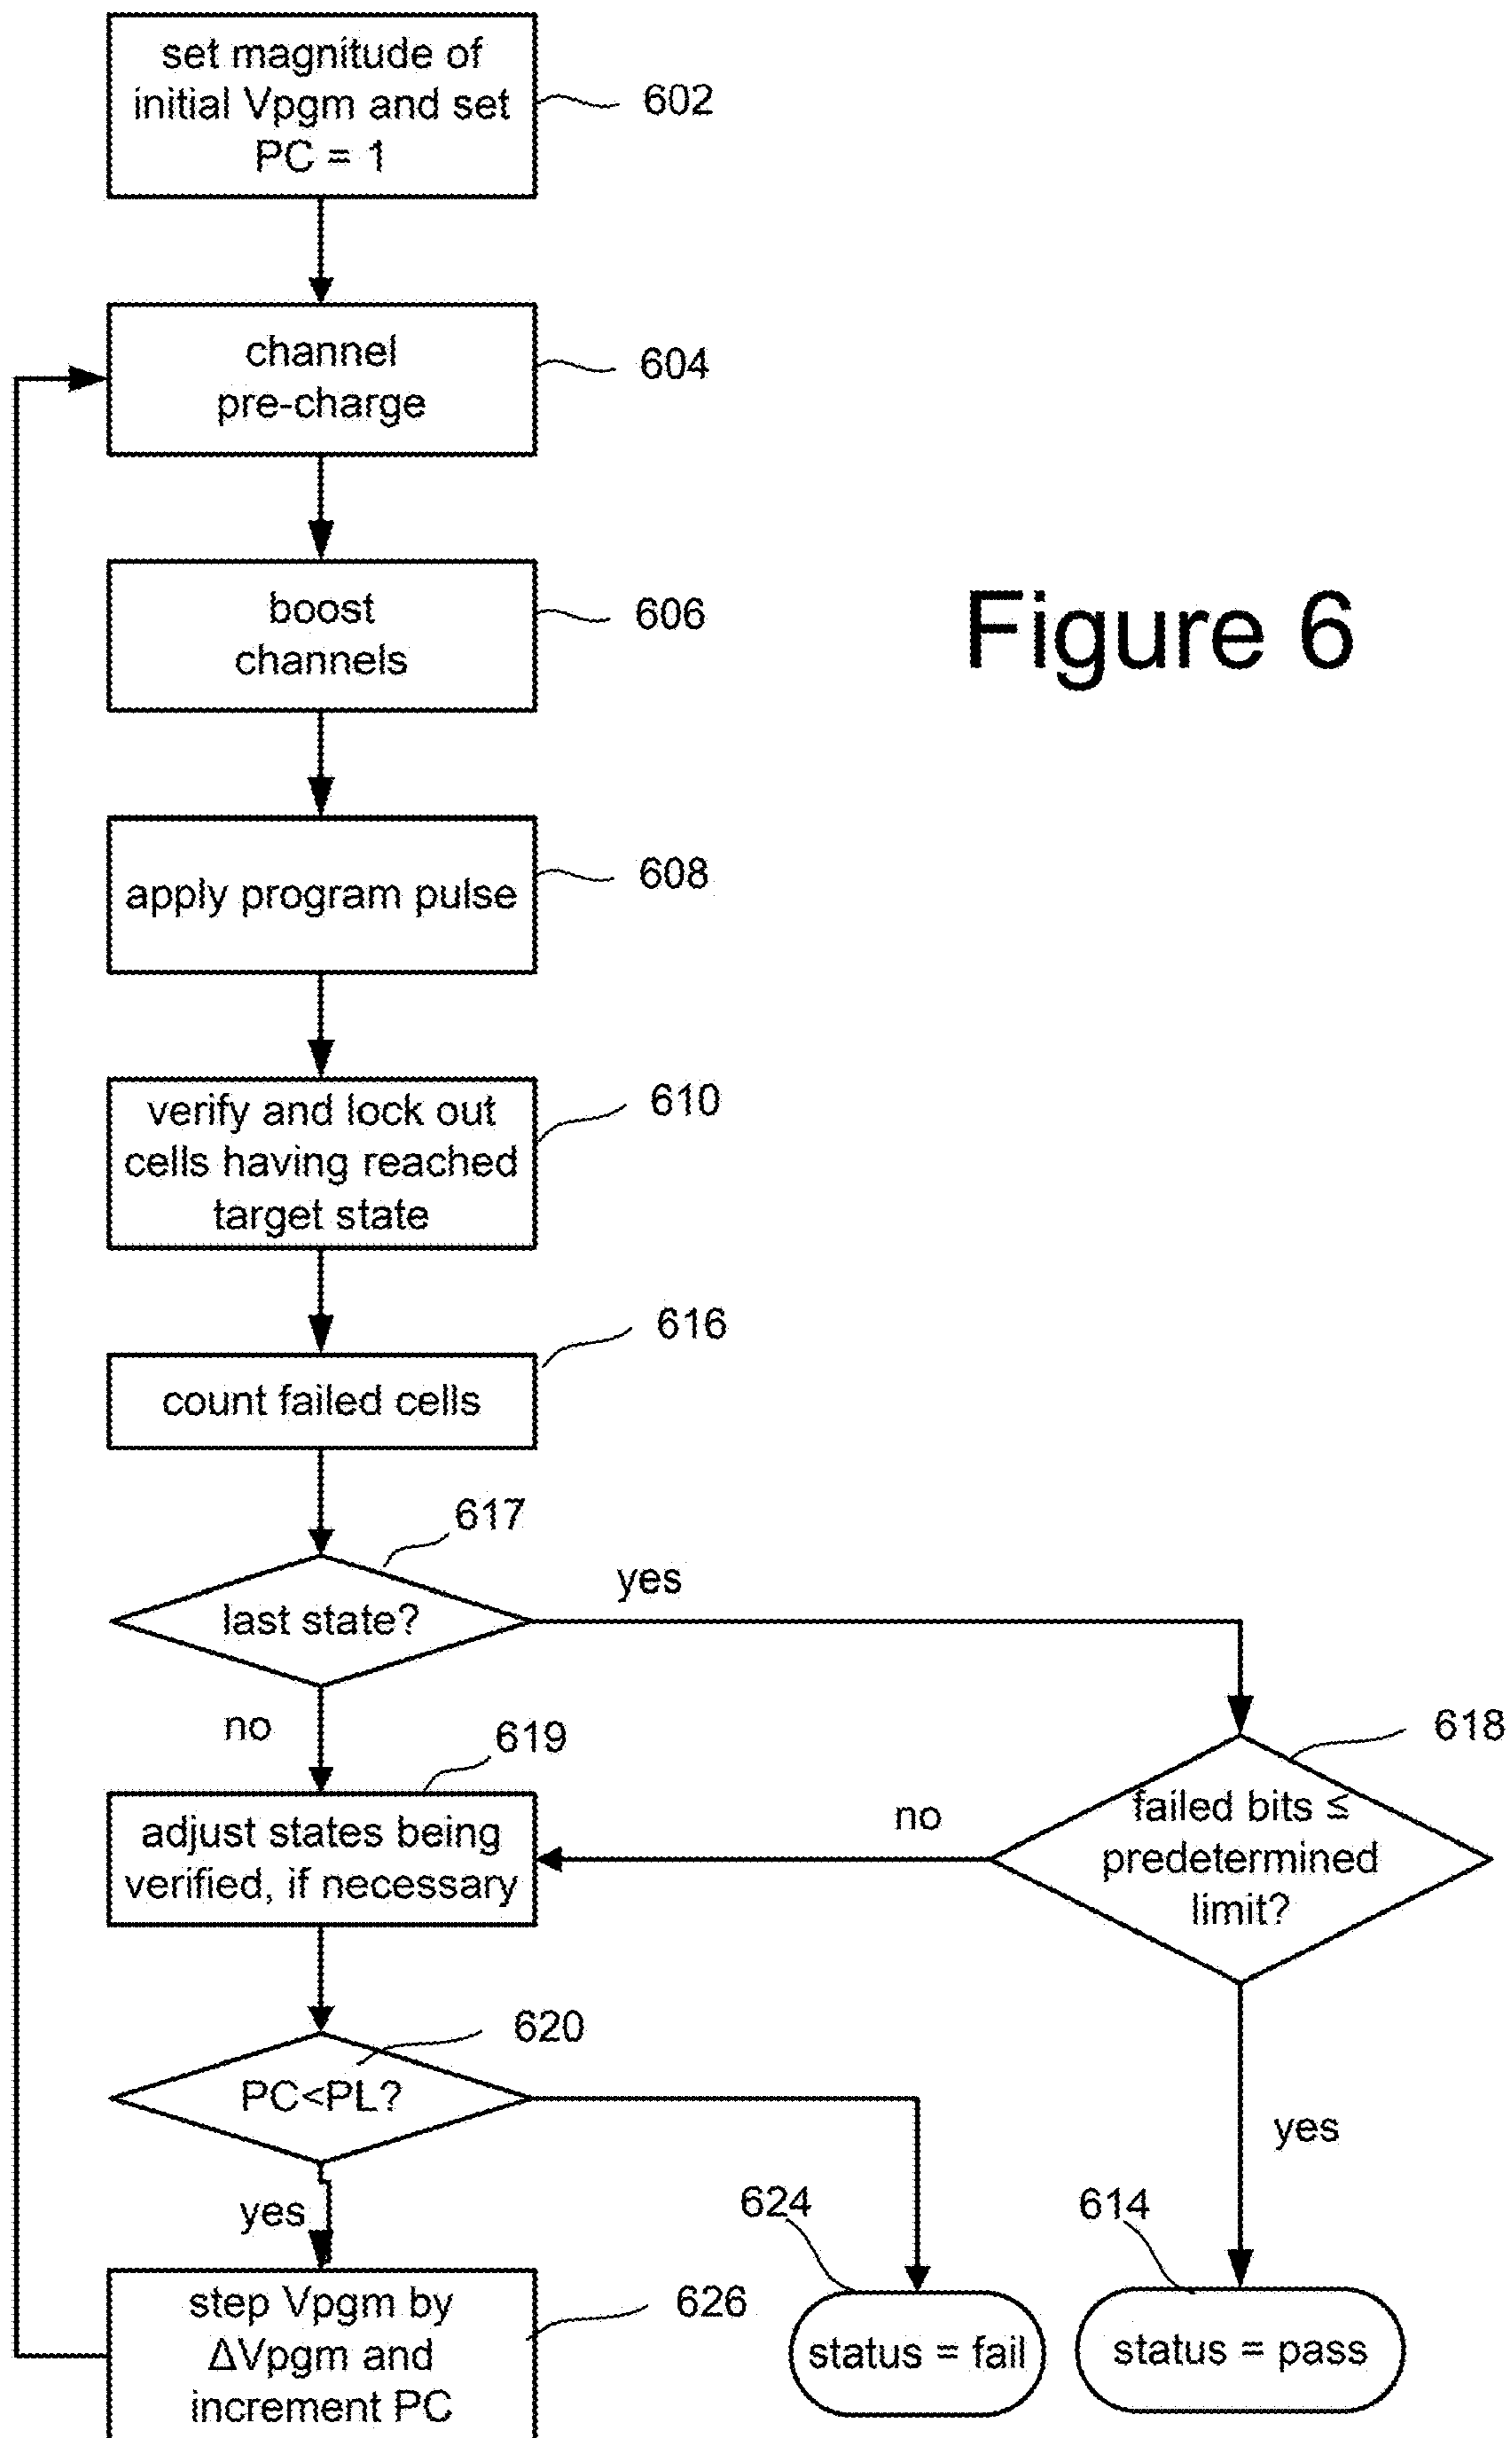 set magnitude of
initial Vpgm and set
PC = 1
602
channel
pre-charge
604
boost
channels
606
Figure 6
apply program pulse
608
verify and lock out
cells having reached
target state
610
count failed cells
616
last state?
617
yes
no
adjust states being
verified, if necessary
619
no
failed bits ≤
predetermined
limit?
618
PC<PL?
620
yes
yes
step Vpgm by
ΔVpgm and
increment PC
626
624
status = fail
614
status = pass